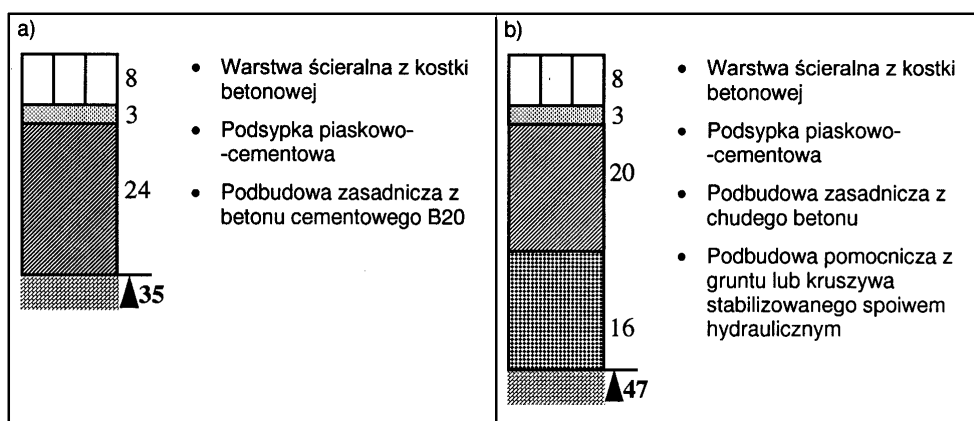 a)
8
3
24
35
• Warstwa ścieralna z kostki
betonowej
• Podsypka piaskowo-
-cementowa
• Podbudowa zasadnicza z
betonu cementowego B20
b)
8
3
20
16
47
• Warstwa ścieralna z kostki
betonowej
• Podsypka piaskowo-
-cementowa
• Podbudowa zasadnicza z
chudego betonu
• Podbudowa pomocnicza z
gruntu lub kruszywa
stabilizowanego spoiwem
hydraulicznym